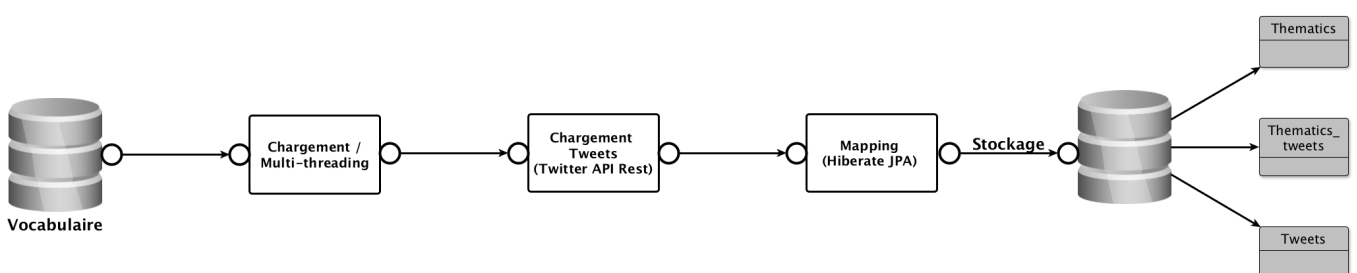 Vocabulaire
Chargement /
Multi-threading
Chargement
Tweets
(Twitter API Rest)
Mapping
(Hiberate JPA)
Stockage
Thematics
Thematics_
tweets
Tweets